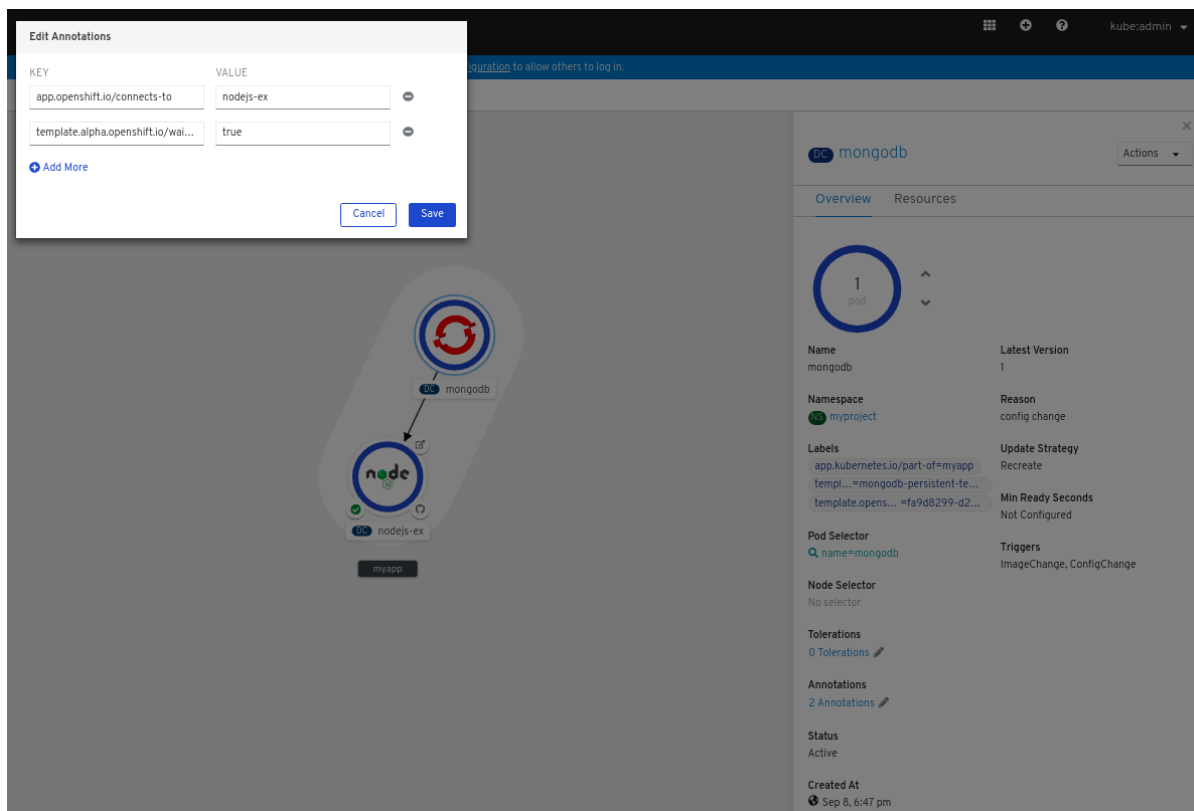 Edit Annotations
KEY VALUE
app.openshift.io/connects-to nodejs-ex
template.alpha.openshift.io/wai... true
Add More
Cancel Save
kube:admin
iguration to allow others to log in.
DC mongodb
Actions
Overview Resources
1
pod
Name
mongodb
Latest Version
1
Namespace
NS myproject
Reason
config change
Labels
app.kubernetes.io/part-of=myapp
templ...=mongodb-persistent-te...
template.opens... =fa9d8299-d2...
Update Strategy
Recreate
Min Ready Seconds
Not Configured
Pod Selector
name=mongodb
Triggers
ImageChange, ConfigChange
Node Selector
No selector
Tolerations
0 Tolerations
Annotations
2 Annotations
Status
Active
Created At
Sep 8, 6:47 pm
DC mongodb
node
DC nodejs-ex
myapp